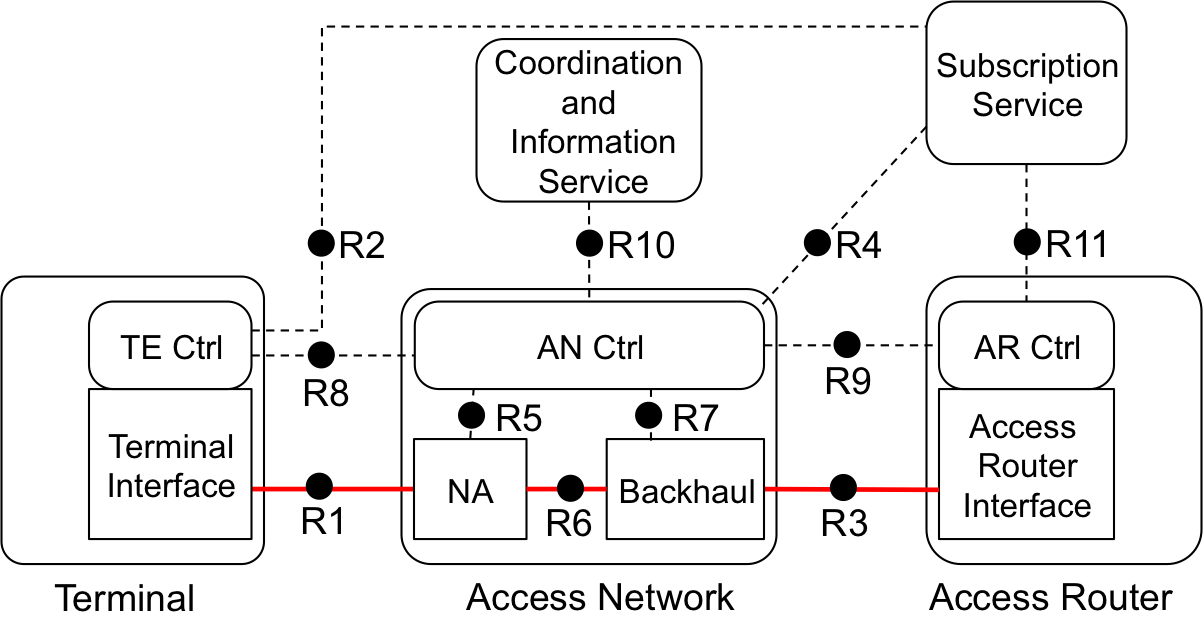 Coordination
and
Information
Service
Subscription
Service
R2
R10
R4
R11
TE Ctrl
AN Ctrl
AR Ctrl
R8
R9
R5
R7
Terminal
Interface
NA
Backhaul
Access
Router
Interface
R1
R6
R3
Terminal
Access Network
Access Router